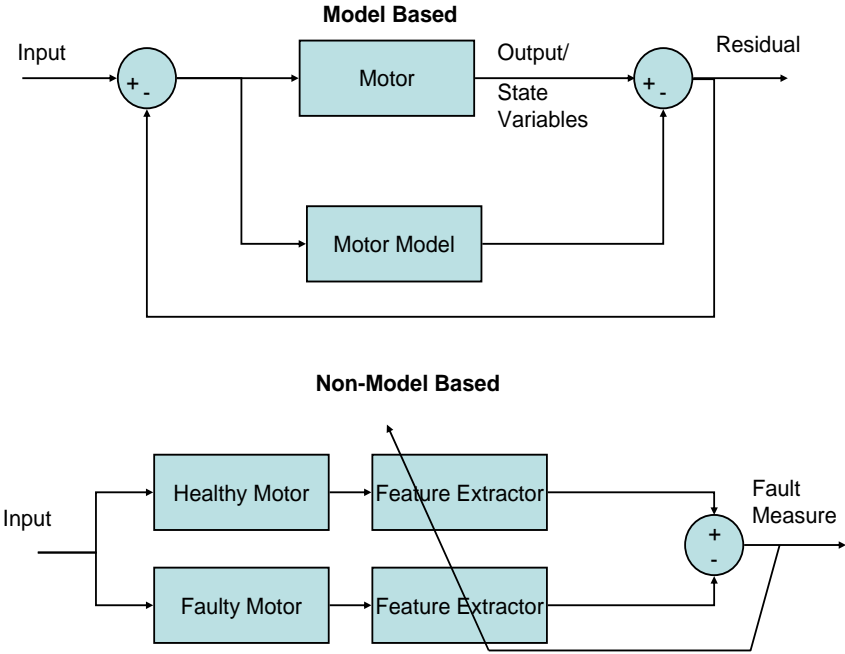 Model Based
Input
+
-
Motor
Output/
State
Variables
+
-
Residual
Motor Model
Non-Model Based
Input
Healthy Motor
Feature Extractor
Fault
Measure
+
-
Faulty Motor
Feature Extractor